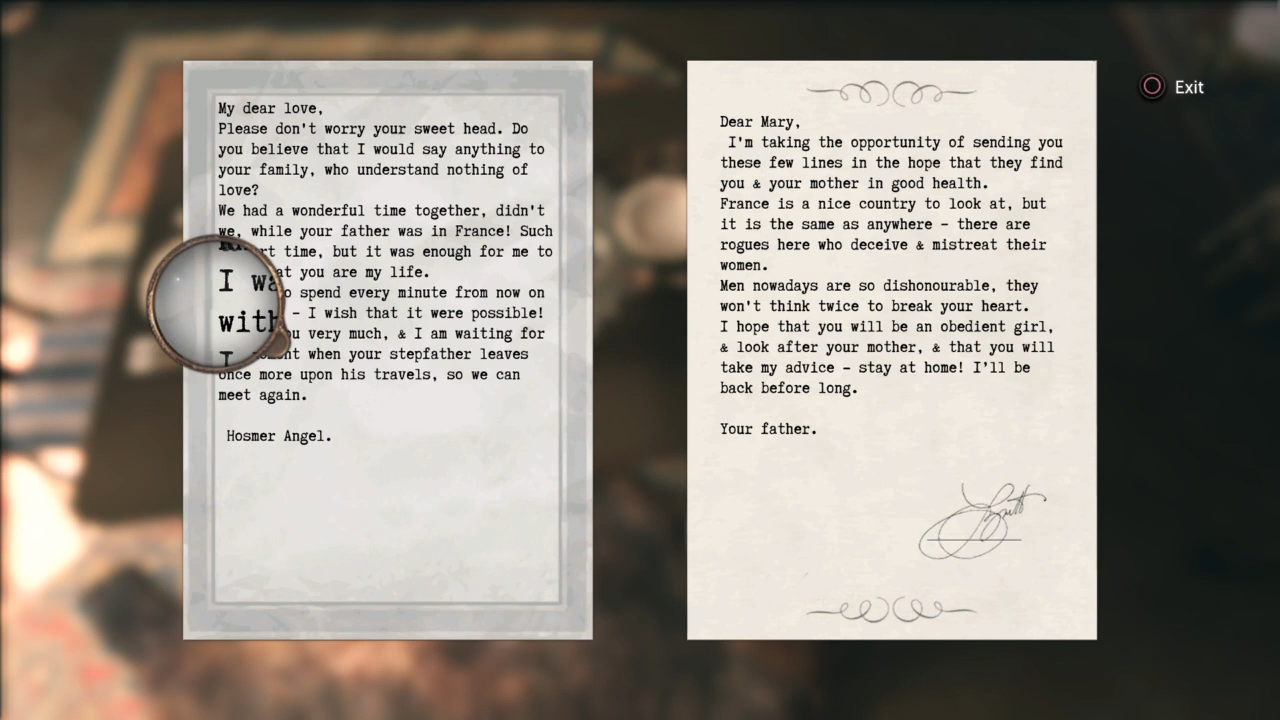 My dear love,
Please don't worry your sweet head. Do
you believe that I would say anything to
your family, who understand nothing of
love?
We had a wonderful time together, didn't
we, while your father was in France! Such
rt time, but it was enough for me to
at you are my life.
I wa o spend every minute from now on
with - I wish that it were possible!
I ou very much, & I am waiting for
ent when your stepfather leaves
once more upon his travels, so we can
meet again.
Hosmer Angel.
Dear Mary,
I'm taking the opportunity of sending you
these few lines in the hope that they find
you & your mother in good health.
France is a nice country to look at, but
it is the same as anywhere - there are
rogues here who deceive & mistreat their
women.
Men nowadays are so dishonourable, they
won't think twice to break your heart.
I hope that you will be an obedient girl,
& look after your mother, & that you will
take my advice - stay at home! I'll be
back before long.
Your father.
Exit